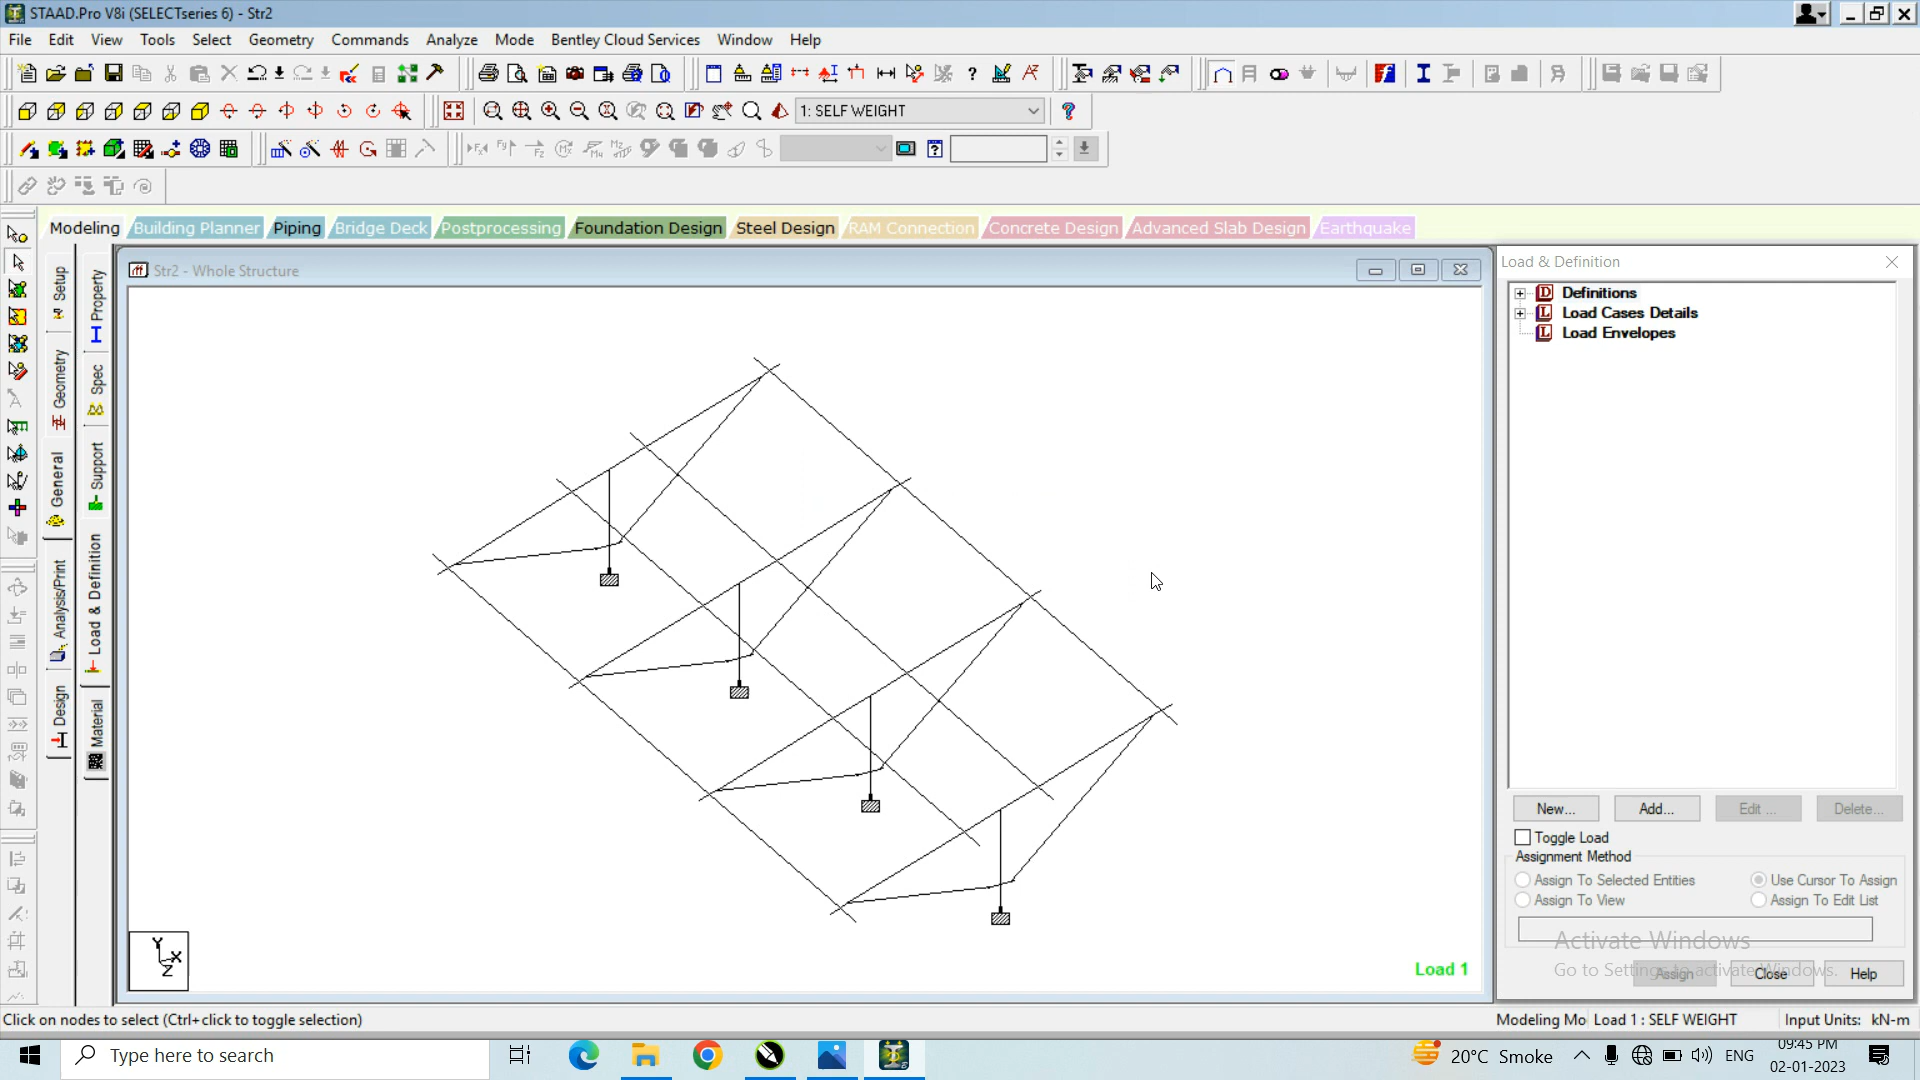 STAAD.Pro V8i (SELECTseries 6) - Str2
File Edit View Tools Select Geometry Commands Analyze Mode Bentley Cloud Services Window Help
1: SELF WEIGHT
Modeling Building Planner Piping Bridge Deck Postprocessing Foundation Design Steel Design RAM Connection Concrete Design Advanced Slab Design Earthquake
Setup
Geometry
General
Analysis/Print
Design
Property
Spec
Support
Load & Definition
Material
Str2 - Whole Structure
Y
X
Z
Load 1
Load & Definition
Definitions
Load Cases Details
Load Envelopes
New... Add... Edit ... Delete...
Toggle Load
Assignment Method
Assign To Selected Entities Use Cursor To Assign
Assign To View Assign To Edit List
Activate Windows
Go to Settings to activate Windows.
Assign Close Help
Click on nodes to select (Ctrl+click to toggle selection) Modeling Mo Load 1 : SELF WEIGHT Input Units: kN-m
Type here to search 20°C Smoke ENG 09:45 PM
02-01-2023